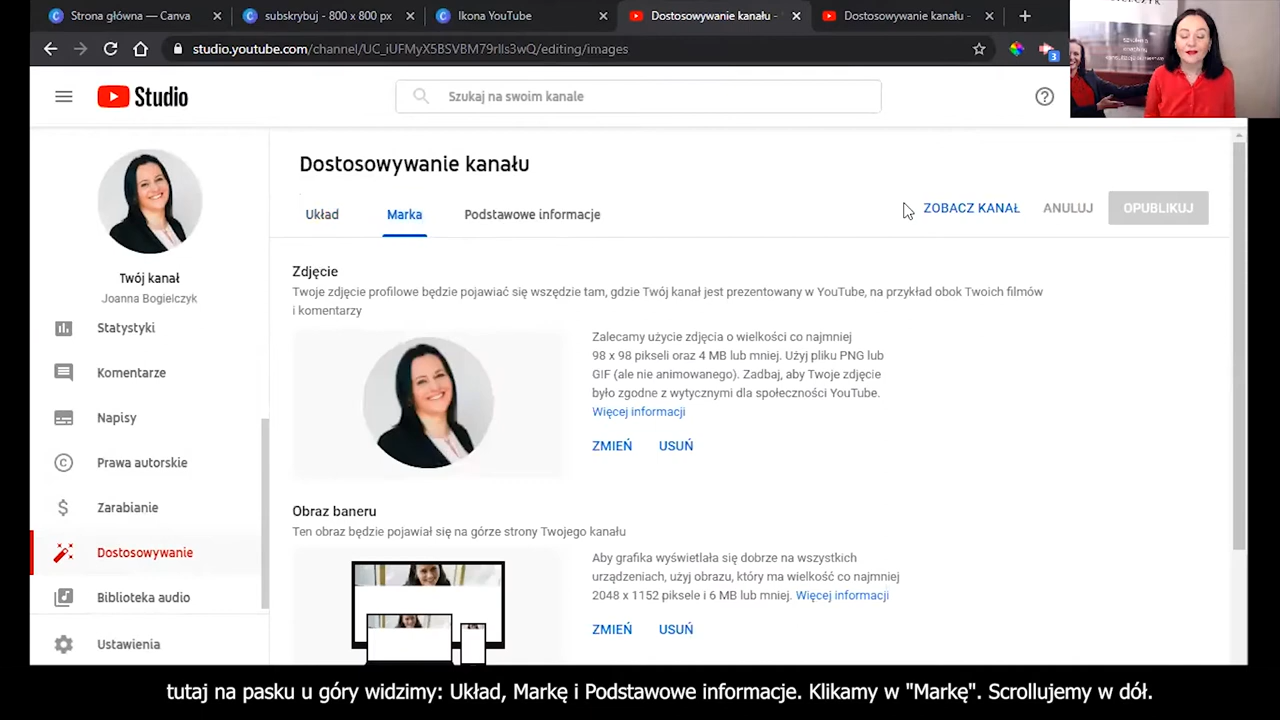 Strona główna – Canva
subskrybuj - 800 x 800 px
Ikona YouTube
Dostosowywanie kanału -
Dostosowywanie kanału -
studio.youtube.com/channel/UC_iUFMyX5BSVBM79rlls3wQ/editing/images
3
Studio
Szukaj na swoim kanale
Twój kanał
Joanna Bogielczyk
Statystyki
Komentarze
Napisy
Prawa autorskie
Zarabianie
Dostosowywanie
Biblioteka audio
Ustawienia
Dostosowywanie kanału
Układ
Marka
Podstawowe informacje
ZOBACZ KANAŁ
ANULUJ
OPUBLIKUJ
Zdjęcie
Twoje zdjęcie profilowe będzie pojawiać się wszędzie tam, gdzie Twój kanał jest prezentowany w YouTube, na przykład obok Twoich filmów
i komentarzy
Zalecamy użycie zdjęcia o wielkości co najmniej
98 x 98 pikseli oraz 4 MB lub mniej. Użyj pliku PNG lub
GIF (ale nie animowanego). Zadbaj, aby Twoje zdjęcie
było zgodne z wytycznymi dla społeczności YouTube.
Więcej informacji
ZMIEŃ
USUŃ
Obraz baneru
Ten obraz będzie pojawiał się na górze strony Twojego kanału
Aby grafika wyświetlała się dobrze na wszystkich
urządzeniach, użyj obrazu, który ma wielkość co najmniej
2048 x 1152 piksele i 6 MB lub mniej. Więcej informacji
ZMIEŃ
USUŃ
tutaj na pasku u góry widzimy: Układ, Markę i Podstawowe informacje. Klikamy w "Markę". Scrollujemy w dół.